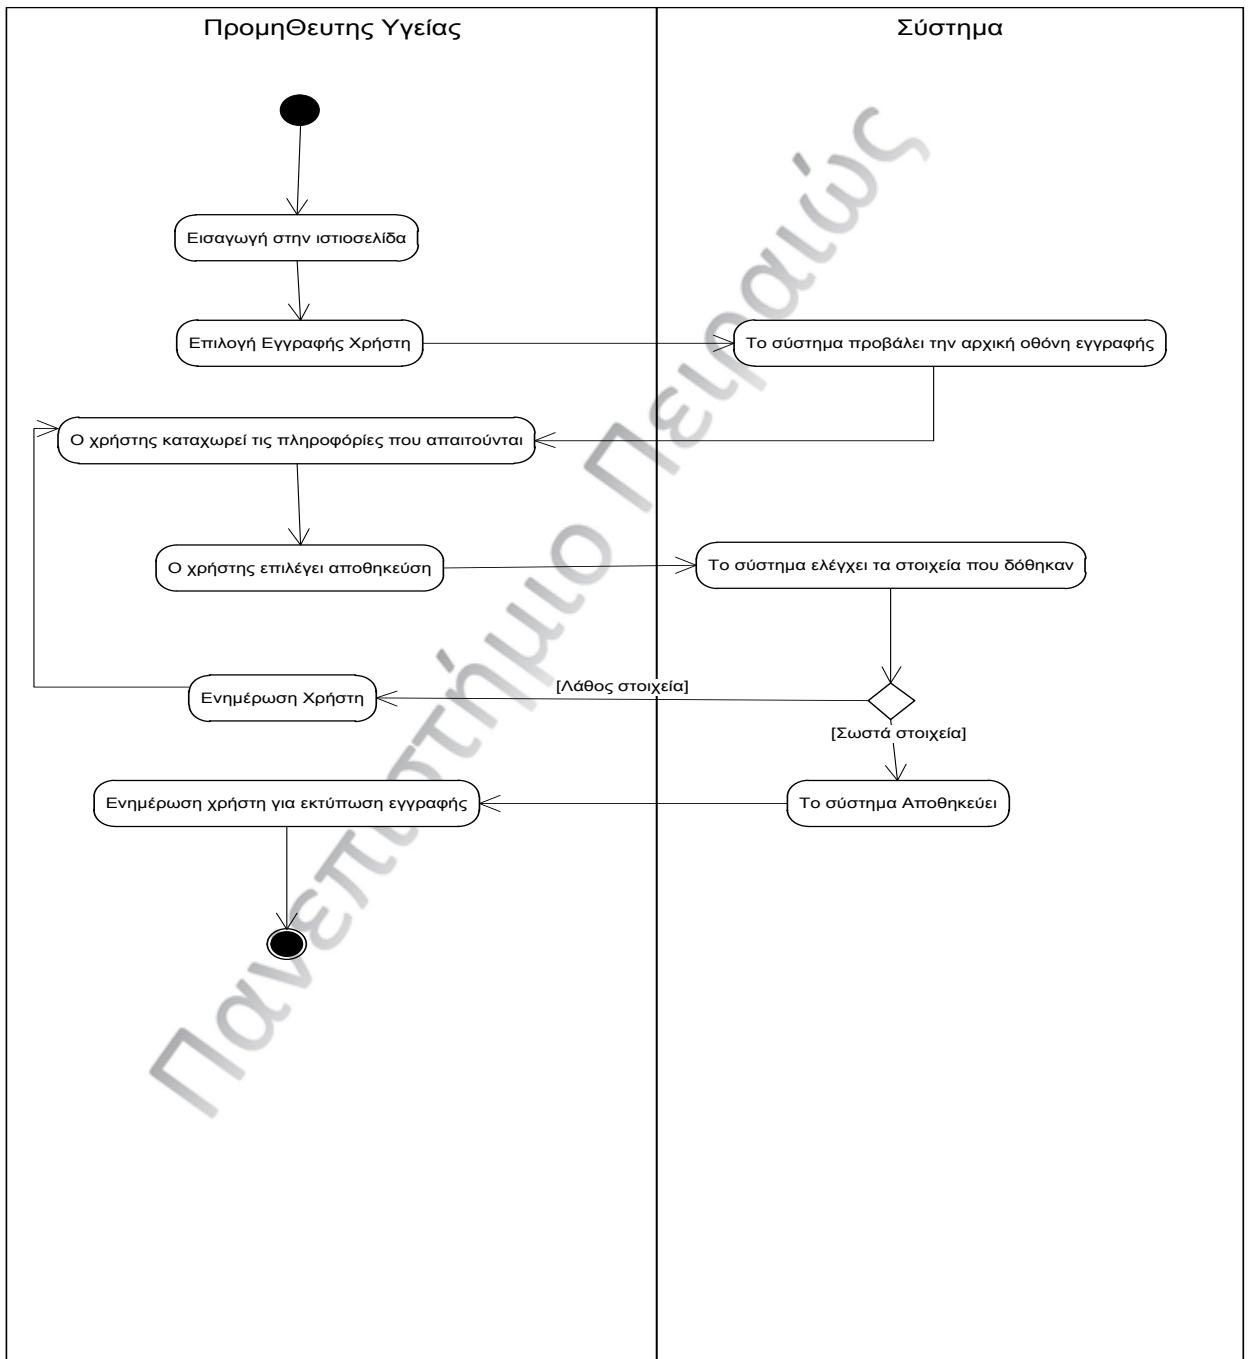 ΠρομηΘευτης Υγείας
Σύστημα
Εισαγωγή στην ιστιοσελίδα
Επιλογή Εγγραφής Χρήστη
Το σύστημα προβάλει την αρχική οθόνη εγγραφής
Ο χρήστης καταχωρεί τις πληροφόρίες που απαιτούνται
Ο χρήστης επιλέγει αποθηκεύση
Το σύστημα ελέγχει τα στοιχεία που δόθηκαν
[Λάθος στοιχεία]
Ενημέρωση Χρήστη
[Σωστά στοιχεία]
Ενημέρωση χρήστη για εκτύπωση εγγραφής
Το σύστημα Αποθηκεύει
Πανεπιστήμιο Πειραιώς